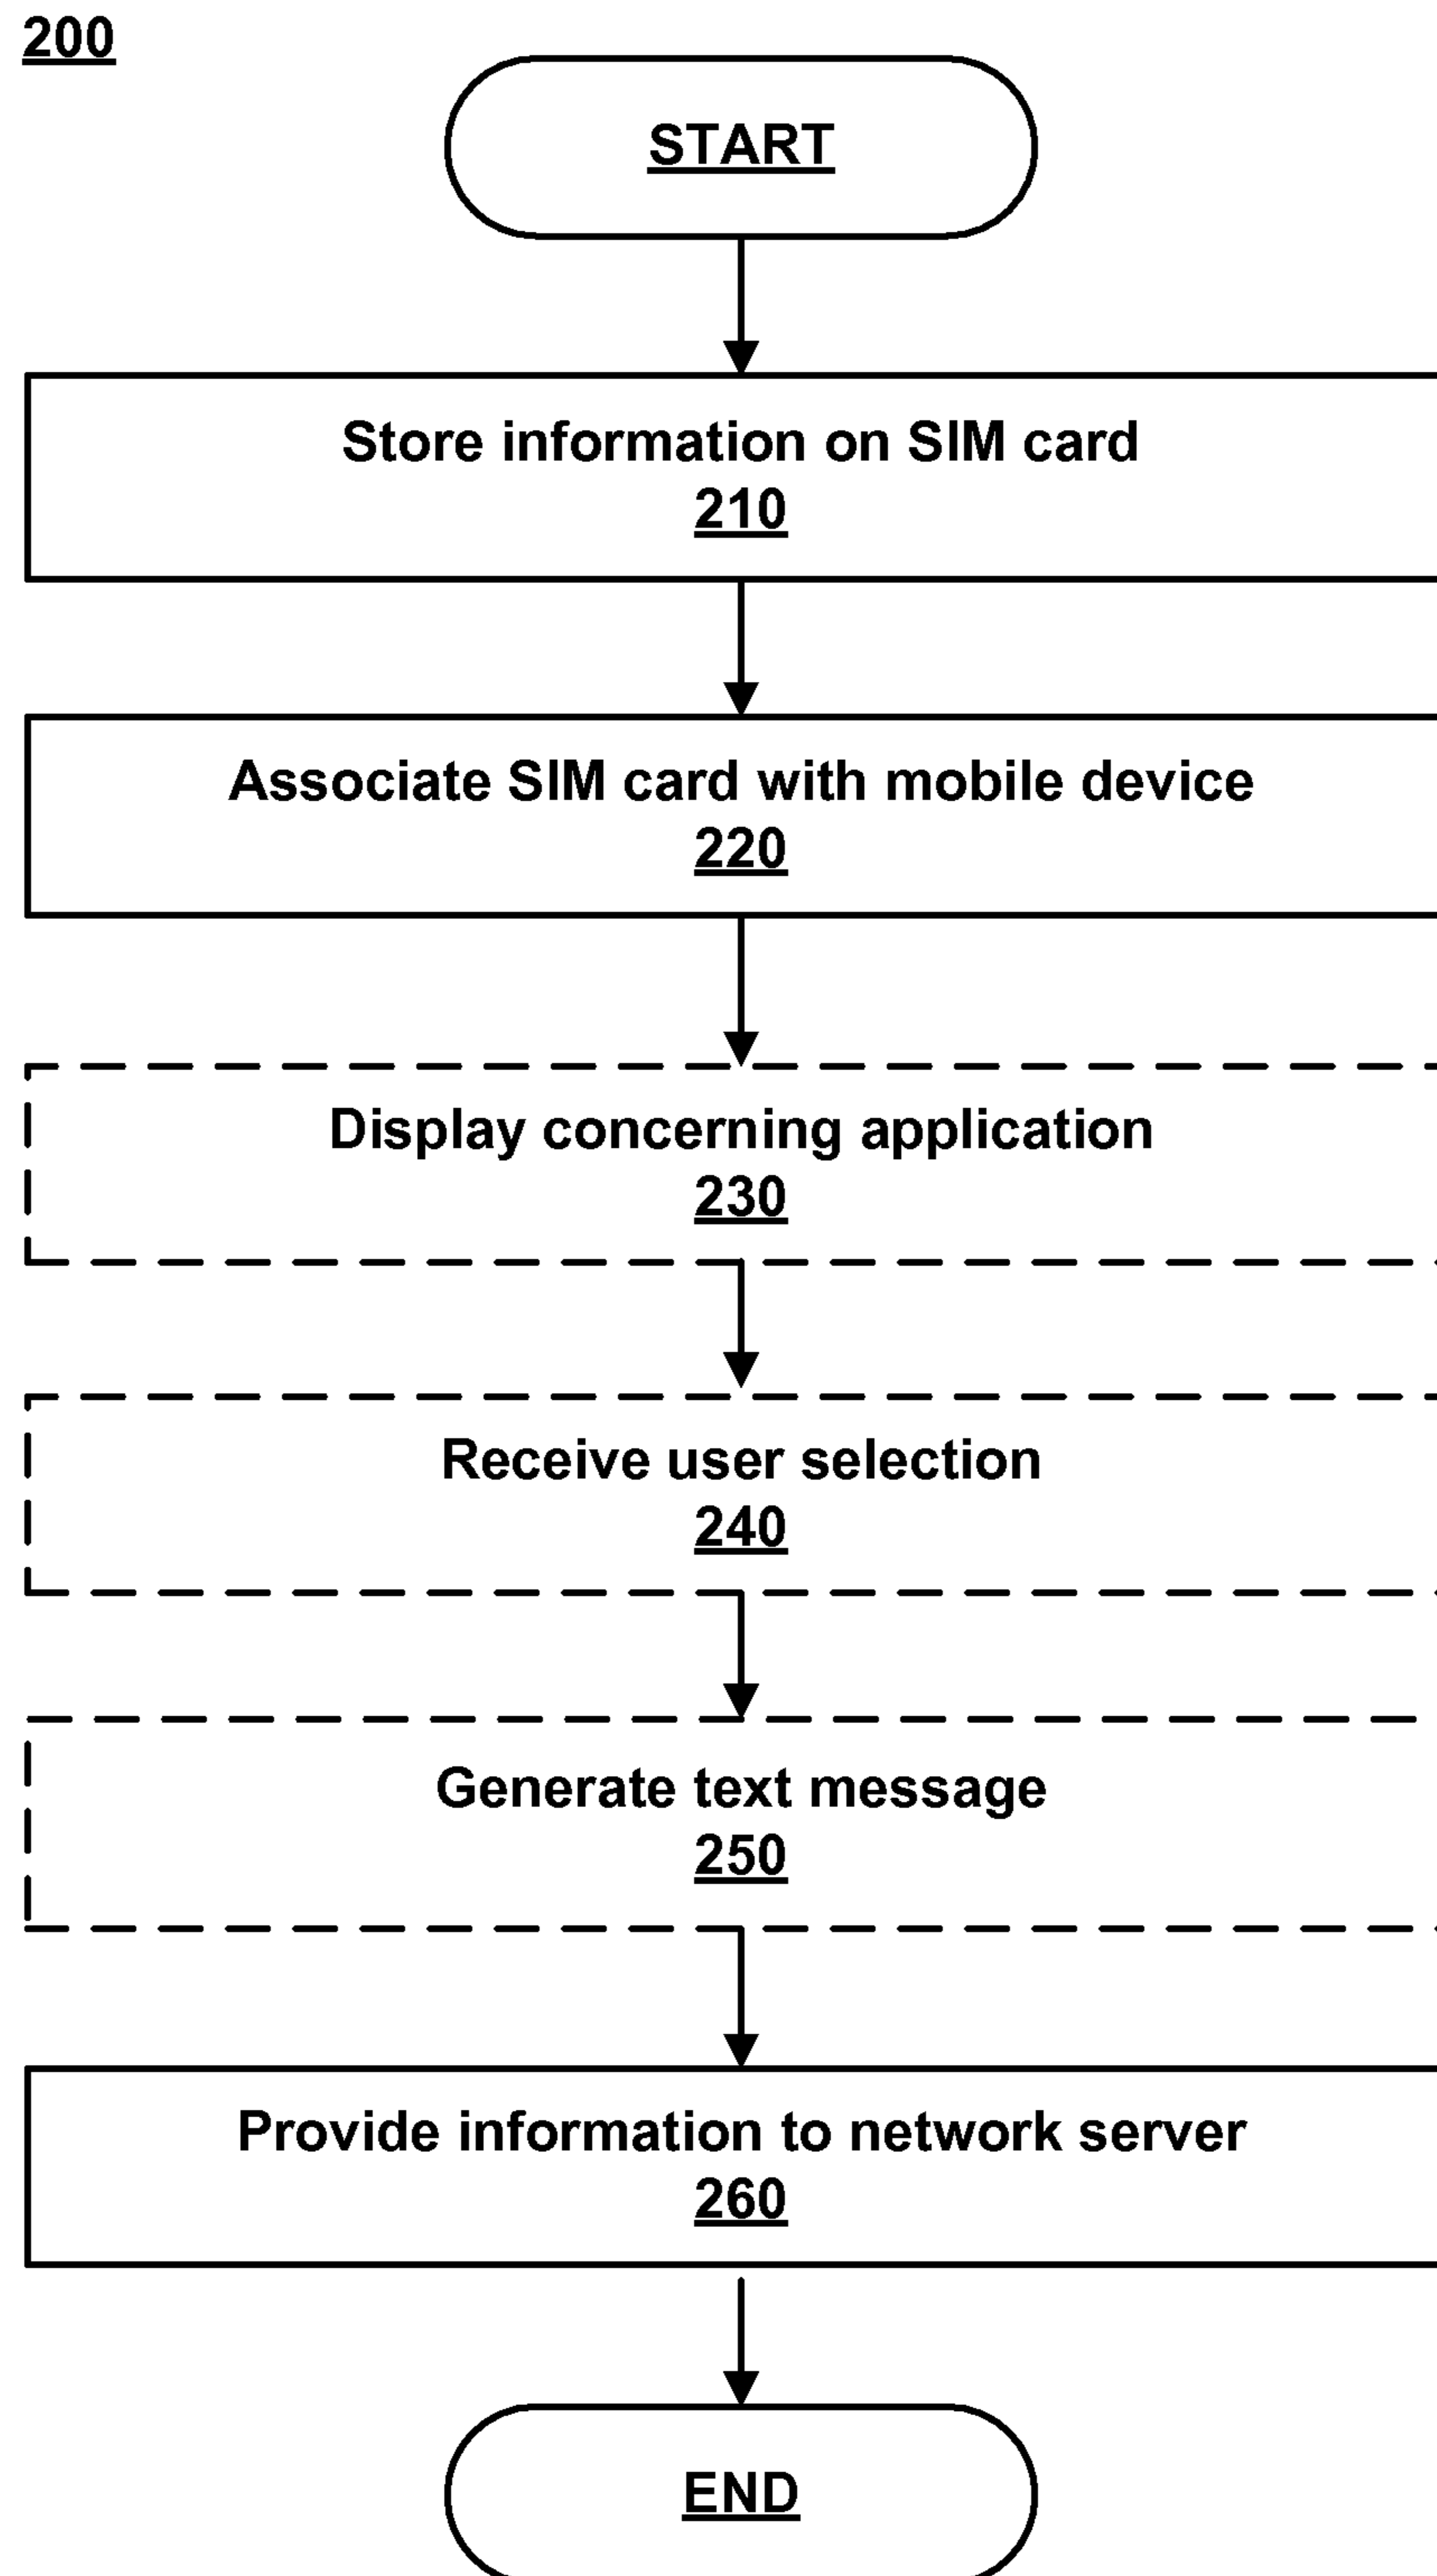 200
START
Store information on SIM card
210
Associate SIM card with mobile device
220
Display concerning application
230
Receive user selection
240
Generate text message
250
Provide information to network server
260
END